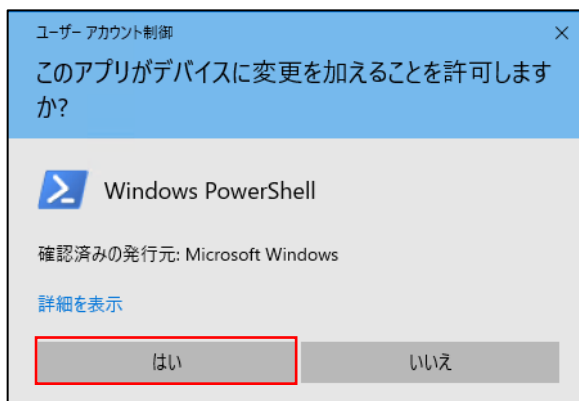 ユーザー アカウント制御
このアプリがデバイスに変更を加えることを許可します
か?
Windows PowerShell
確認済みの発行元: Microsoft Windows
詳細を表示
はい
いいえ